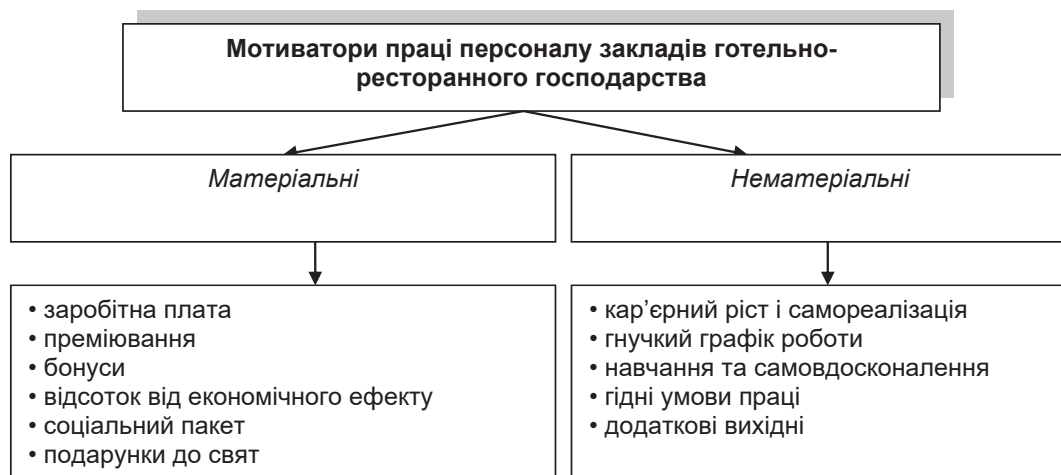 Мотиватори праці персоналу закладів готельно-
ресторанного господарства
Матеріальні
Нематеріальні
• заробітна плата
• преміювання
• бонуси
• відсоток від економічного ефекту
• соціальний пакет
• подарунки до свят
• кар’єрний ріст і самореалізація
• гнучкий графік роботи
• навчання та самовдосконалення
• гідні умови праці
• додаткові вихідні